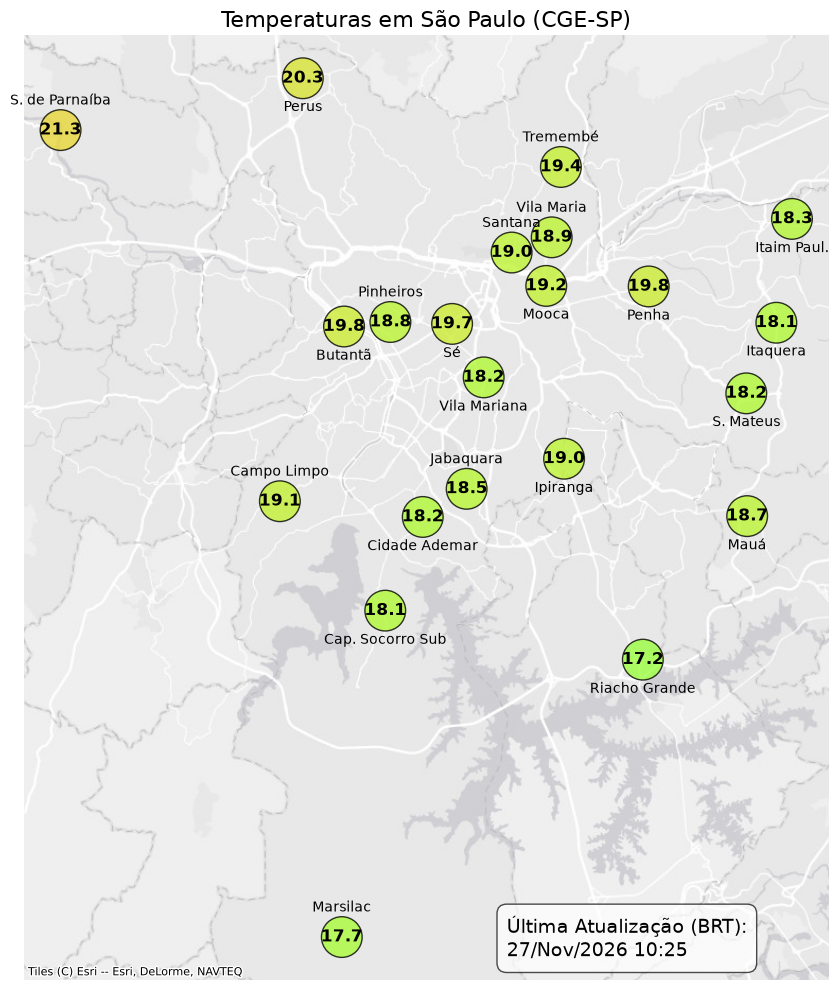 Temperaturas em São Paulo (CGE-SP)
20.3
Perus
S. de Parnaíba
21.3
Tremembé
19.4
Vila Maria
18.9
Santana
19.0
18.3
Itaim Paul.
19.2
Mooca
19.8
Penha
Pinheiros
18.8
19.8
Butantã
19.7
Sé
18.1
Itaquera
18.2
Vila Mariana
18.2
S. Mateus
19.0
Ipiranga
Jabaquara
18.5
Campo Limpo
19.1
18.2
Cidade Ademar
18.7
Mauá
18.1
Cap. Socorro Sub
17.2
Riacho Grande
Marsilac
17.7
Última Atualização (BRT):
27/Nov/2026 10:25
Tiles (C) Esri -- Esri, DeLorme, NAVTEQ